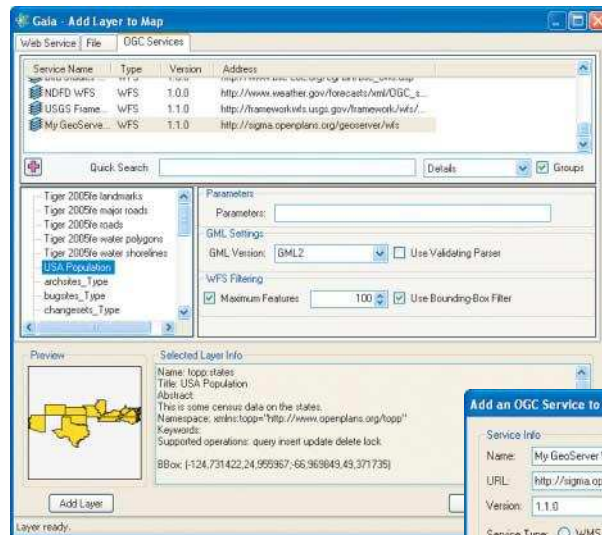 Gaia - Add Layer to Map
Web Service File OGC Services
Service Name Type Version Address
WFS 1.0.0
NDFD WFS WFS 1.0.0 http://www.weather.gov/forecasts/xml/OGC_s...
USGS Frame... WFS 1.1.0 http://frameworkwfs.usgs.gov/framework/wfs/...
My GeoServe... WFS 1.1.0 http://sigma.openplans.org/geoserver/wfs
Quick Search Details Groups
Tiger 2005fe landmarks
Tiger 2005fe major roads
Tiger 2005fe roads
Tiger 2005fe water polygons
Tiger 2005fe water shorelines
USA Population
archsites_Type
bugsites_Type
changesets_Type
Parameters
Parameters:
GML Settings
GML Version: GML2 Use Validating Parser
WFS Filtering
Maximum Features 100 Use Bounding-Box Filter
Preview
Selected Layer Info
Name: topp:states
Title: USA Population
Abstract:
This is some census data on the states.
Namespace: xmlns:topp="http://www.openplans.org/topp"
Keywords:
Supported operations: query insert update delete lock
BBox: (-124,731422,24,955967;-66,969849,49,371735)
Add Layer
Layer ready.
Add an OGC Service to
Service Info
Name: My GeoServer
URL: http://sigma.op
Version: 1.1.0
Service Type: WMS